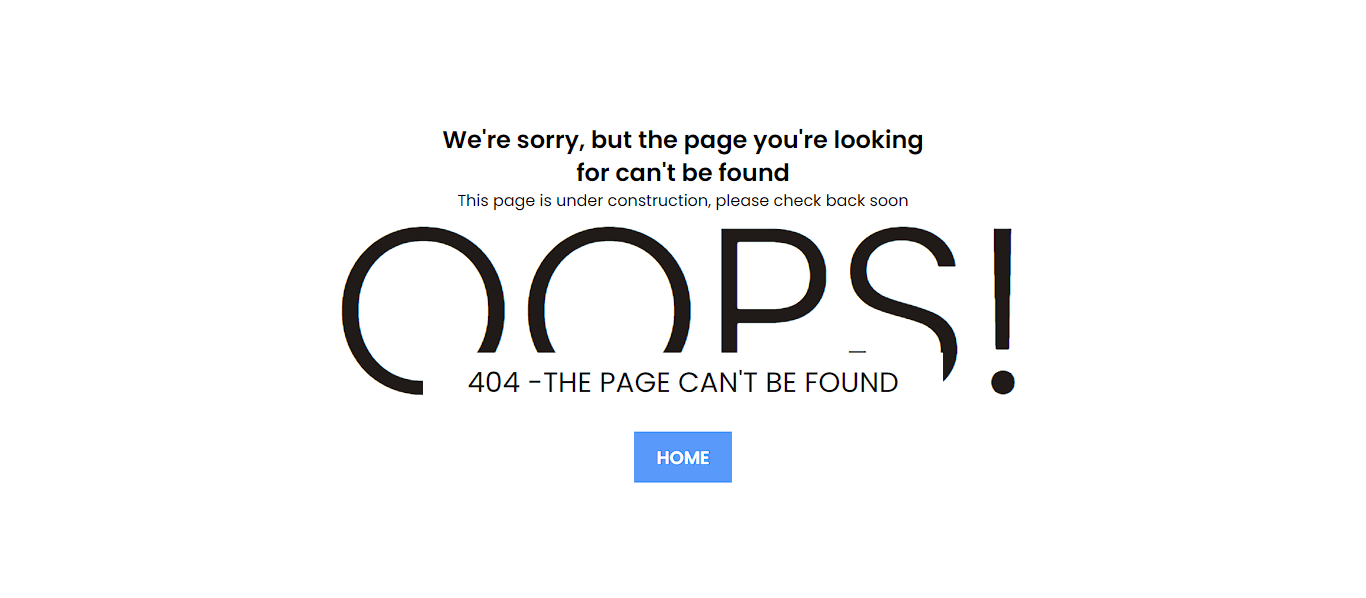 We're sorry, but the page you're looking
for can't be found
This page is under construction, please check back soon
OOPS!
404 -THE PAGE CAN'T BE FOUND
HOME